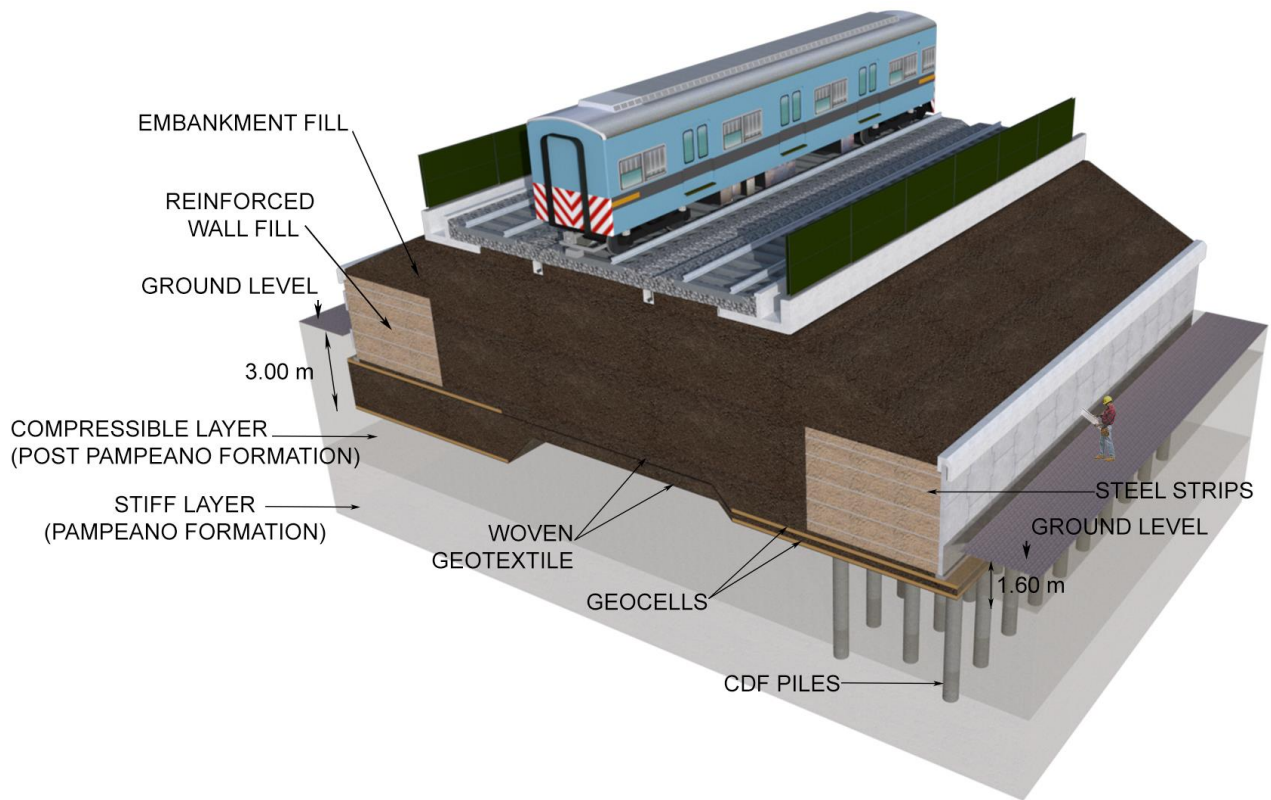 EMBANKMENT FILL
REINFORCED
WALL FILL
GROUND LEVEL
3.00 m
COMPRESSIBLE LAYER
(POST PAMPEANO FORMATION)
STIFF LAYER
(PAMPEANO FORMATION)
WOVEN
GEOTEXTILE
GEOCELLS
CDF PILES
STEEL STRIPS
GROUND LEVEL
1.60 m